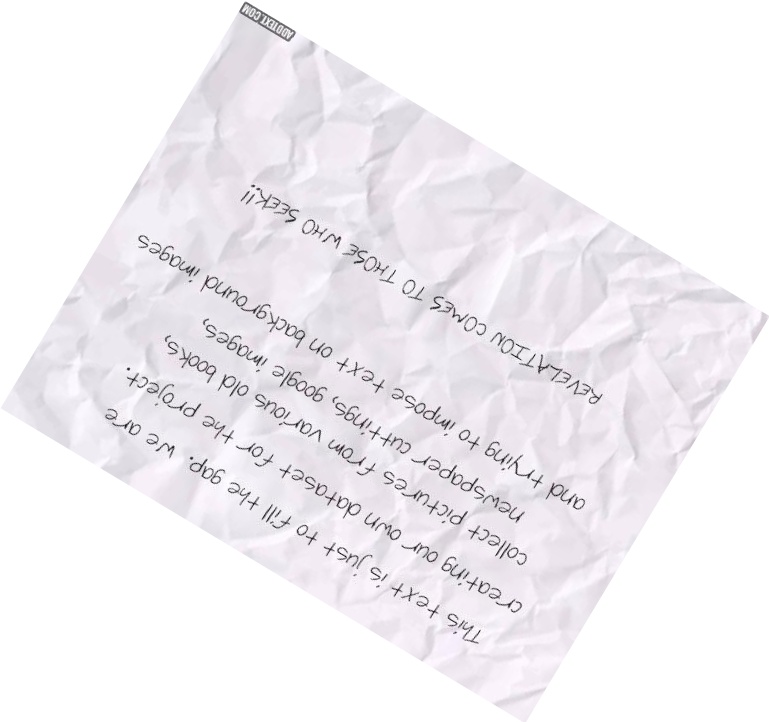 This text is just to fill the gap. we are
creating our own dataset for the project.
collect pictures from various old books,
newspaper cuttings, google images,
and trying to impose text on background images
REVELATION COMES TO THOSE WHO SEEK!!
ADDTEXT.COM